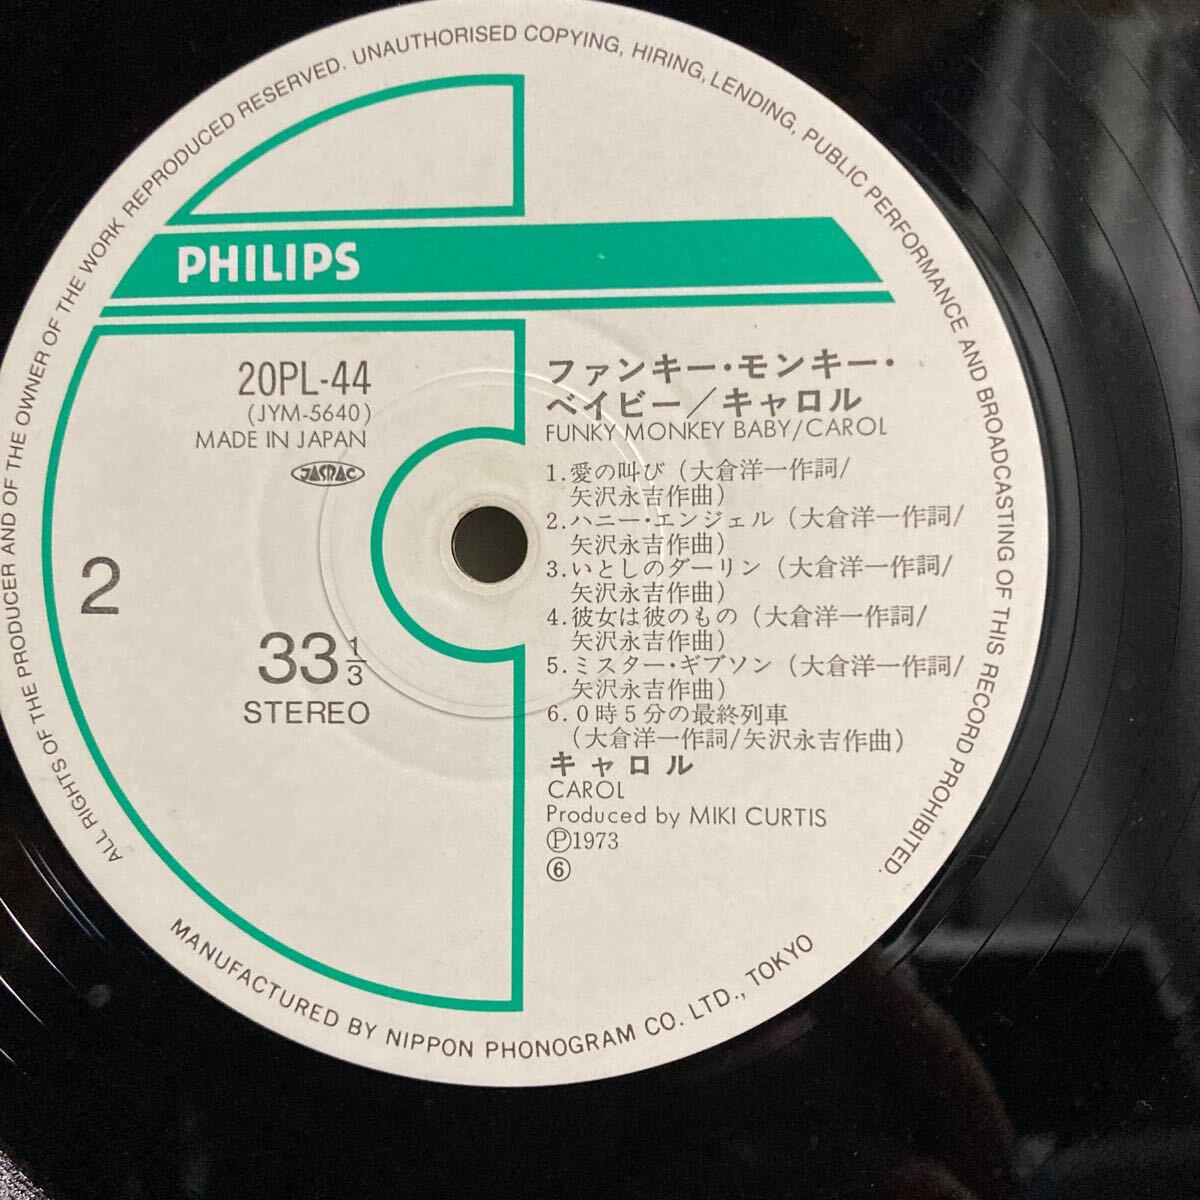 ALL RIGHTS OF THE PRODUCER AND OF THE OWNER OF THE WORK REPRODUCED RESERVED. UNAUTHORISED COPYING, HIRING, LENDING, PUBLIC PERFORMANCE AND BROADCASTING OF THIS RECORD PROHIBITED.
PHILIPS
20PL-44
(JYM-5640)
MADE IN JAPAN
JASRAC
2
33 1/3
STEREO
ファンキー・モンキー・
ベイビー/キャロル
FUNKY MONKEY BABY/CAROL
1.愛の叫び(大倉洋一作詞/
矢沢永吉作曲)
2.ハニー・エンジェル(大倉洋一作詞/
矢沢永吉作曲)
3.いとしのダーリン(大倉洋一作詞/
矢沢永吉作曲)
4.彼女は彼のもの(大倉洋一作詞/
矢沢永吉作曲)
5.ミスター・ギブソン(大倉洋一作詞/
矢沢永吉作曲)
6.0時5分の最終列車
(大倉洋一作詞/矢沢永吉作曲)
キャロル
CAROL
Produced by MIKI CURTIS
Ⓟ1973
⑥
MANUFACTURED BY NIPPON PHONOGRAM CO. LTD., TOKYO